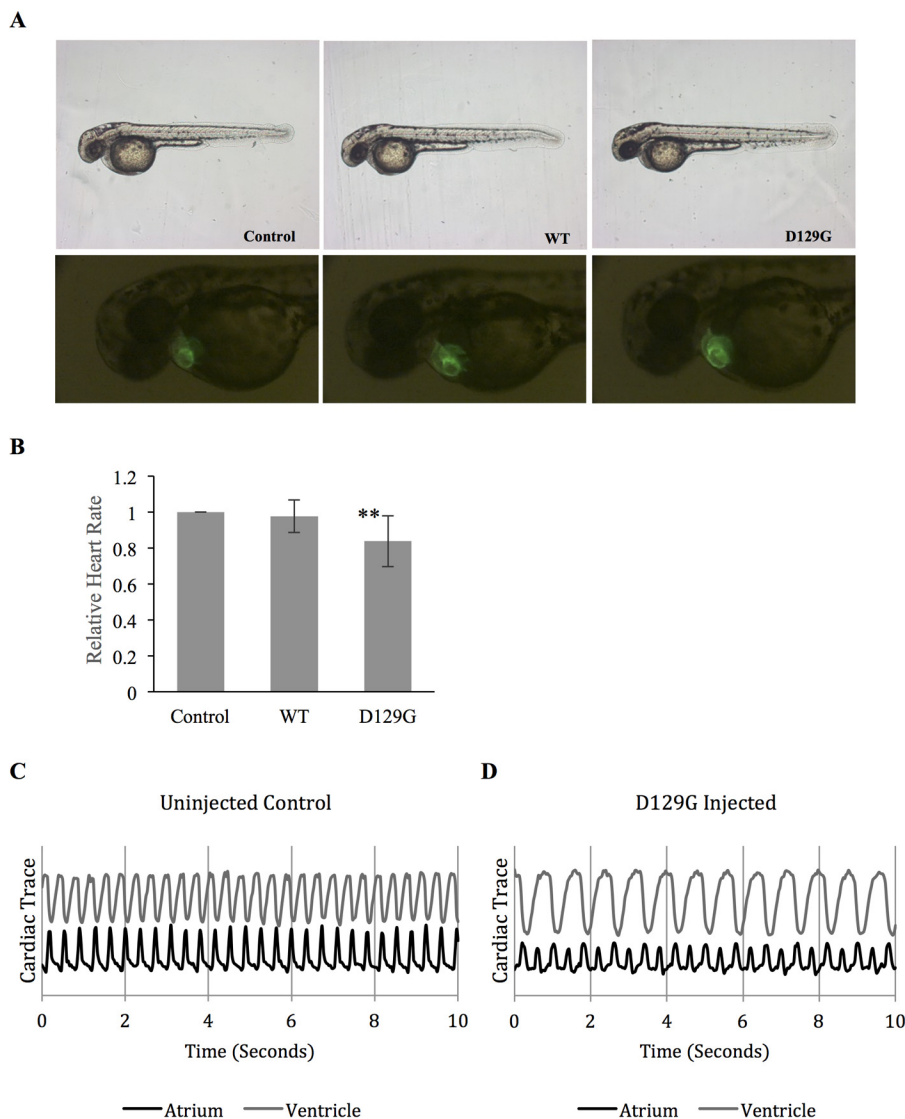 A
Control
WT
D129G
B
1.2
1
0.8
0.6
0.4
0.2
0
Relative Heart Rate
**
Control WT D129G
C
Uninjected Control
Cardiac Trace
0 2 4 6 8 10
Time (Seconds)
Atrium Ventricle
D
D129G Injected
Cardiac Trace
0 2 4 6 8 10
Time (Seconds)
Atrium Ventricle